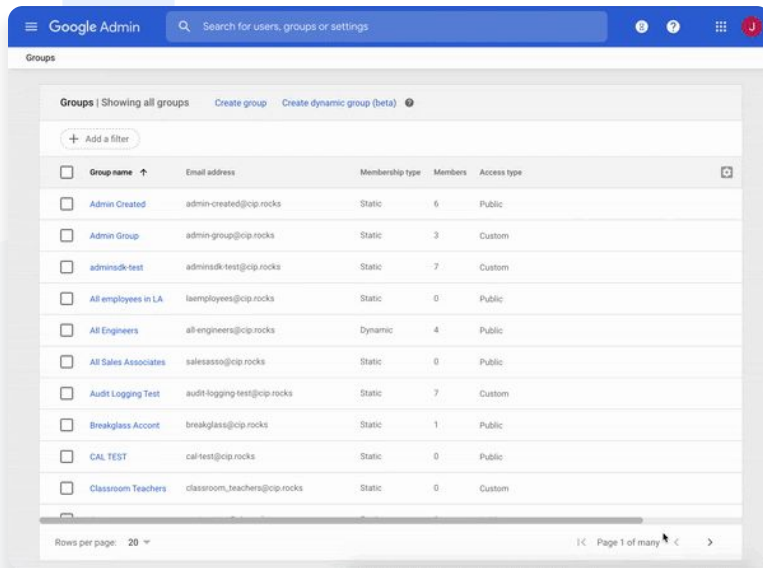 Google Admin
Search for users, groups or settings
8
?
J
Groups
Groups | Showing all groups Create group Create dynamic group (beta) ?
+ Add a filter
Group name ↑ Email address Membership type Members Access type
Admin Created admin-created@cip.rocks Static 6 Public
Admin Group admin-group@cip.rocks Static 3 Custom
adminsdk-test adminsdk-test@cip.rocks Static 7 Custom
All employees in LA laemployees@cip.rocks Static 0 Public
All Engineers all-engineers@cip.rocks Dynamic 4 Public
All Sales Associates salesasso@cip.rocks Static 0 Public
Audit Logging Test audit-logging-test@cip.rocks Static 7 Custom
Breakglass Accont breakglass@cip.rocks Static 1 Public
CAL TEST cal-test@cip.rocks Static 0 Public
Classroom Teachers classroom_teachers@cip.rocks Static 0 Custom
Rows per page: 20 Page 1 of many